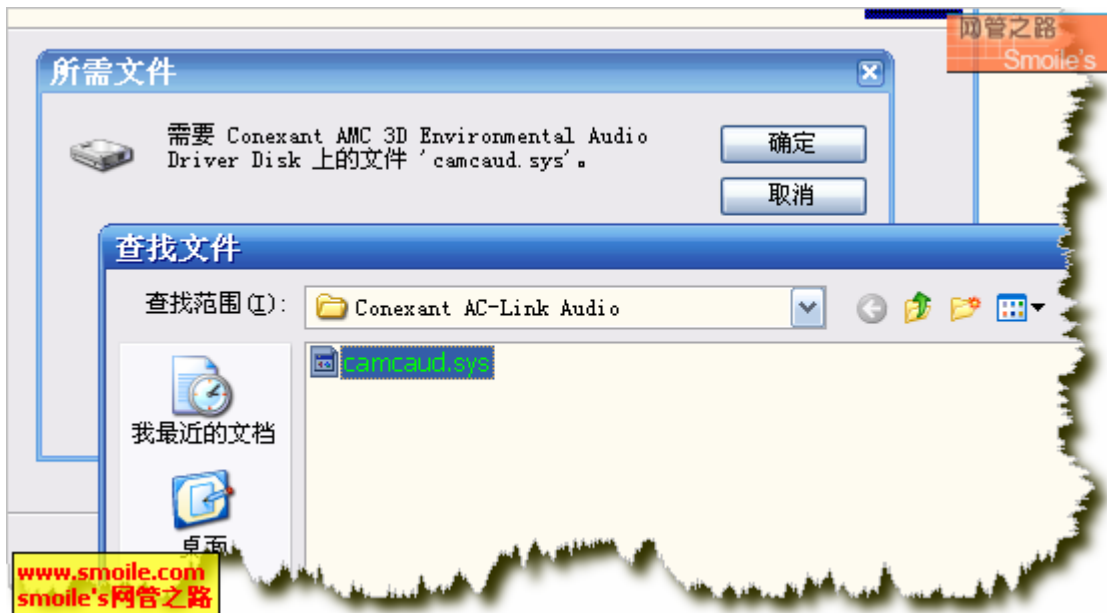 网管之路
Smoile's
所需文件
需要 Conexant AMC 3D Environmental Audio
Driver Disk 上的文件 'camcaud.sys'。
确定
取消
查找文件
查找范围(I):
Conexant AC-Link Audio
camcaud.sys
我最近的文档
桌面
www.smoile.com
smoile's网管之路